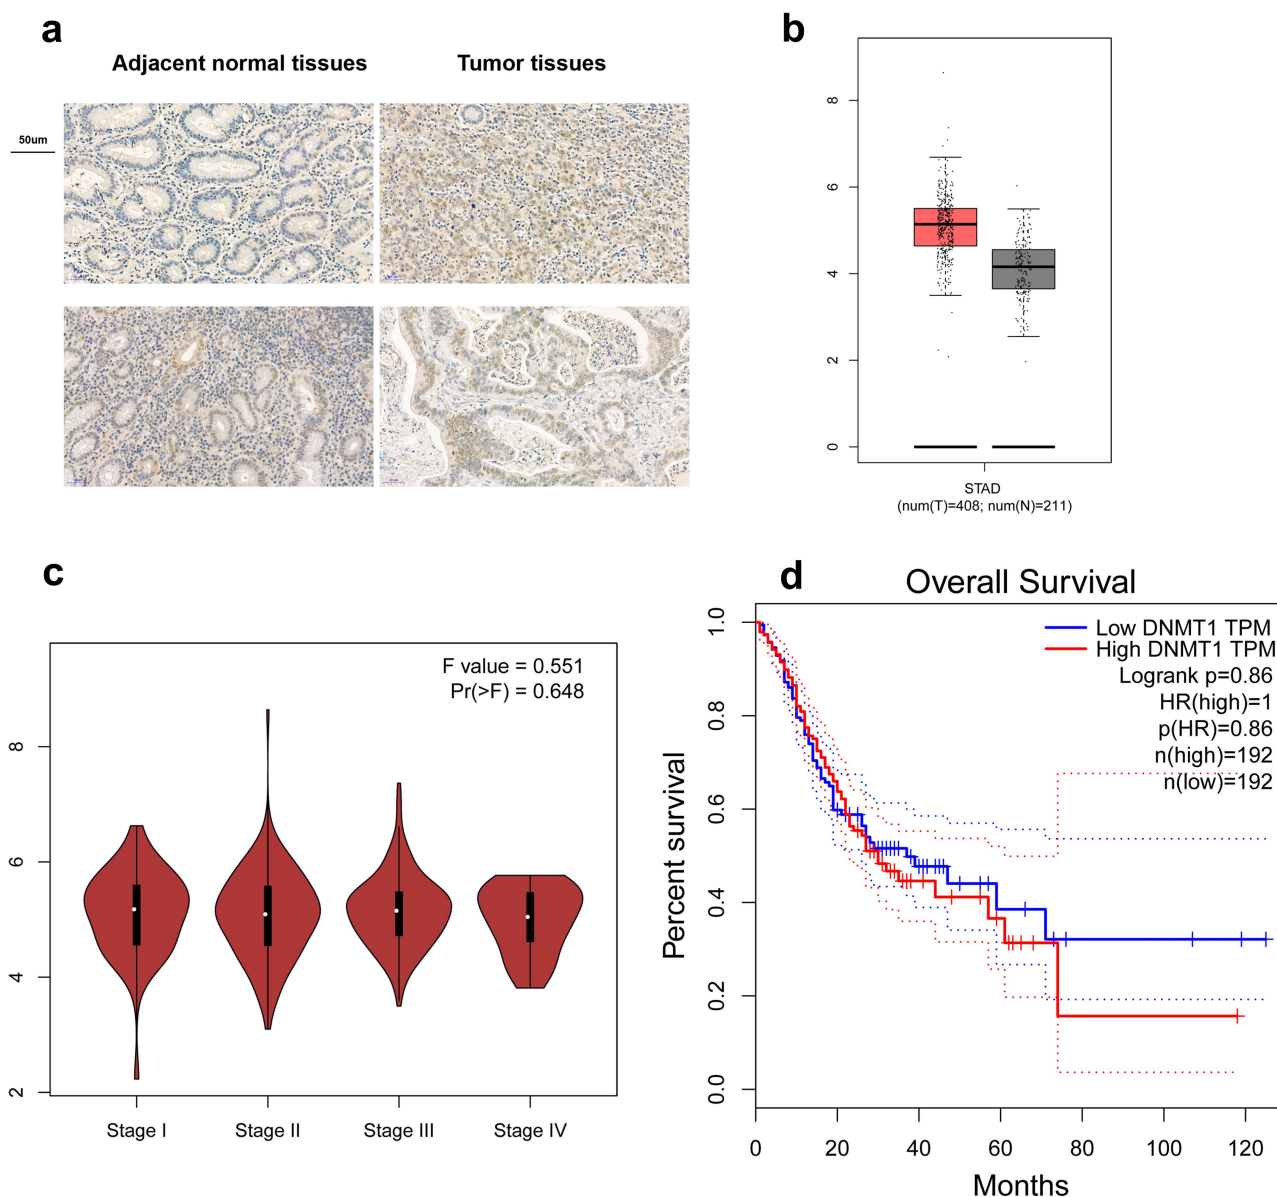 a
Adjacent normal tissues
Tumor tissues
50um
b
8
6
4
2
0
STAD
(num(T)=408; num(N)=211)
c
F value = 0.551
Pr(>F) = 0.648
8
6
4
2
Stage I
Stage II
Stage III
Stage IV
d
Overall Survival
Low DNMT1 TPM
High DNMT1 TPM
Logrank p=0.86
HR(high)=1
p(HR)=0.86
n(high)=192
n(low)=192
Percent survival
1.0
0.8
0.6
0.4
0.2
0.0
0
20
40
60
80
100
120
Months